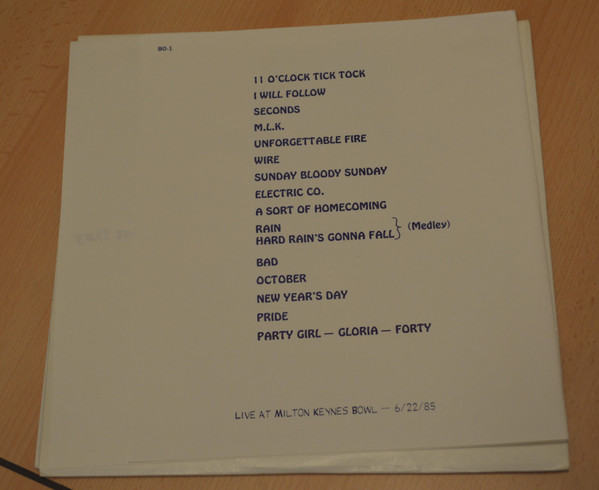 BO-1
11 O'CLOCK TICK TOCK
I WILL FOLLOW
SECONDS
M.L.K.
UNFORGETTABLE FIRE
WIRE
SUNDAY BLOODY SUNDAY
ELECTRIC CO.
A SORT OF HOMECOMING
RAIN
HARD RAIN'S GONNA FALL} (Medley)
BAD
OCTOBER
NEW YEAR'S DAY
PRIDE
PARTY GIRL — GLORIA — FORTY
LIVE AT MILTON KEYNES BOWL — 6/22/85